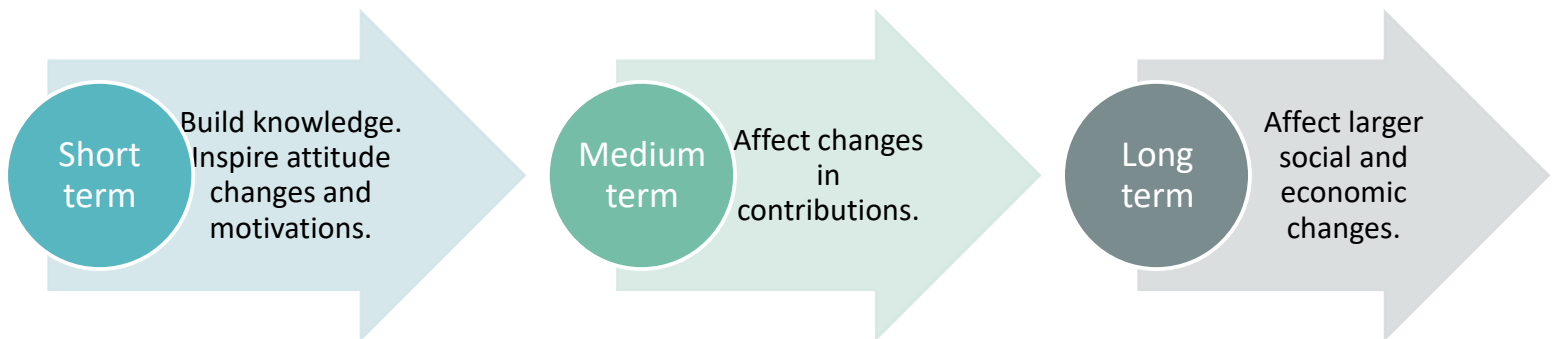 Short
term
Build knowledge.
Inspire attitude
changes and
motivations.
Medium
term
Affect changes
in
contributions.
Long
term
Affect larger
social and
economic
changes.